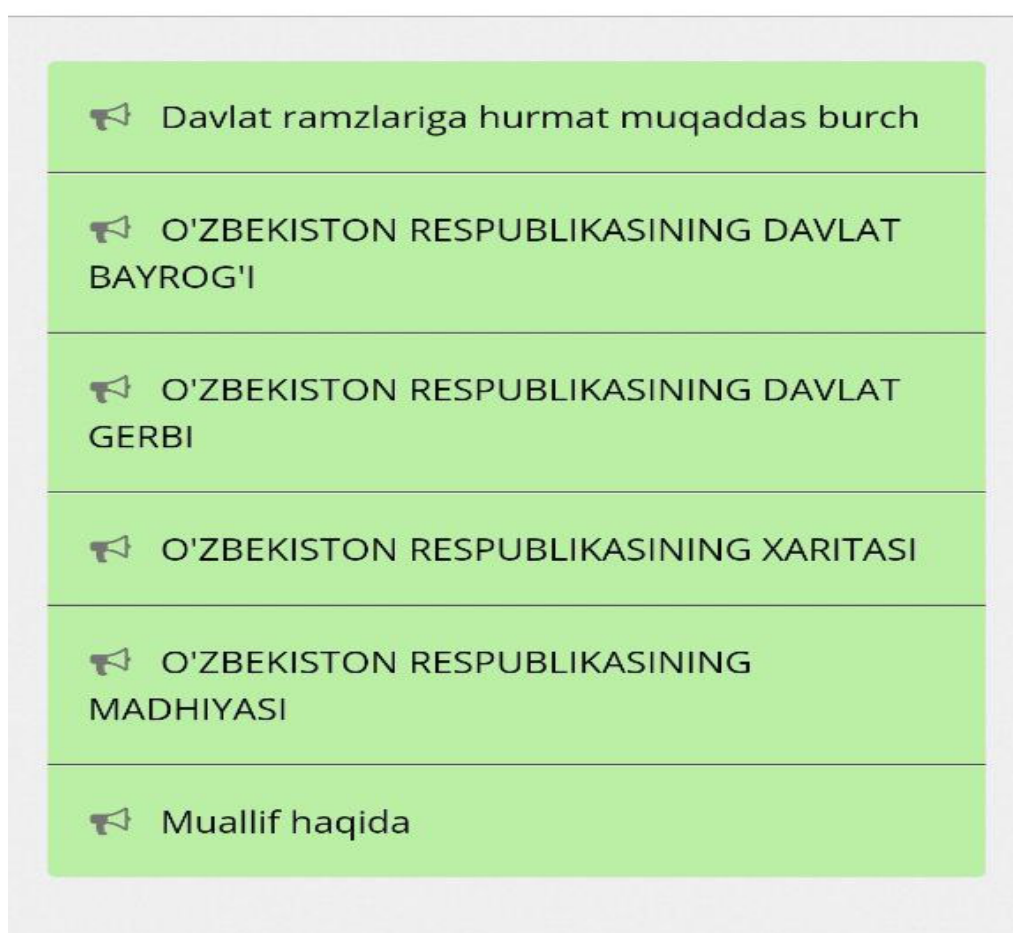 Davlat ramzlariga hurmat muqaddas burch
O'ZBEKISTON RESPUBLIKASINING DAVLAT
BAYROG'I
O'ZBEKISTON RESPUBLIKASINING DAVLAT
GERBI
O'ZBEKISTON RESPUBLIKASINING XARITASI
O'ZBEKISTON RESPUBLIKASINING
MADHIYASI
Muallif haqida